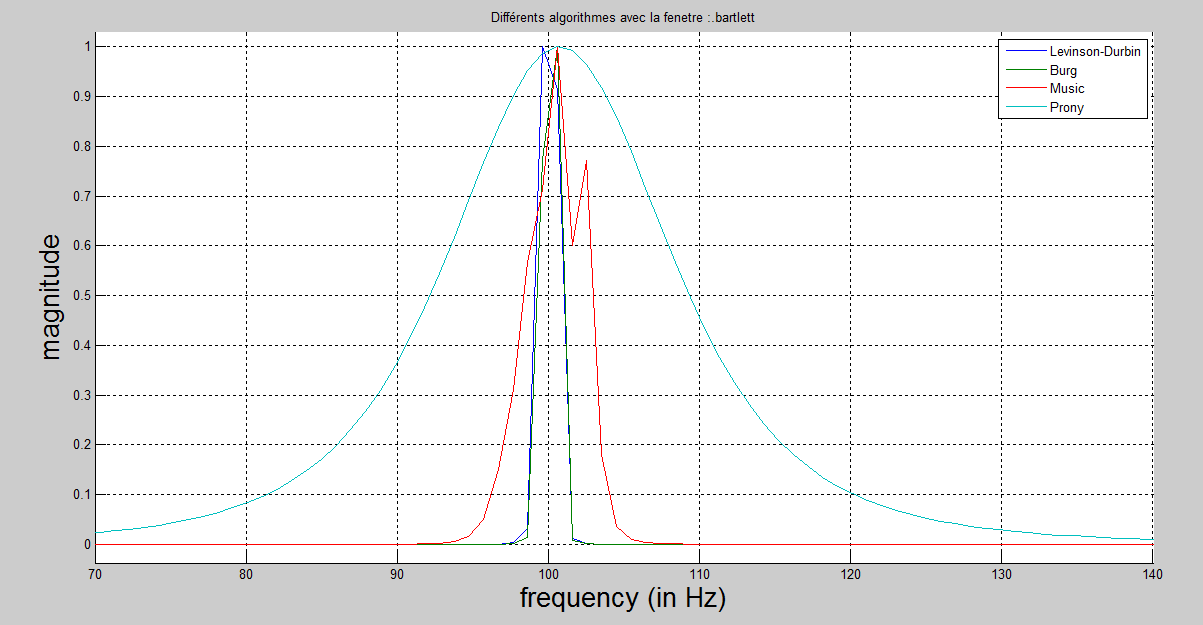 Différents algorithmes avec la fenetre :.bartlett
Levinson-Durbin
Burg
Music
Prony
magnitude
1
0.9
0.8
0.7
0.6
0.5
0.4
0.3
0.2
0.1
0
70 80 90 100 110 120 130 140
frequency (in Hz)